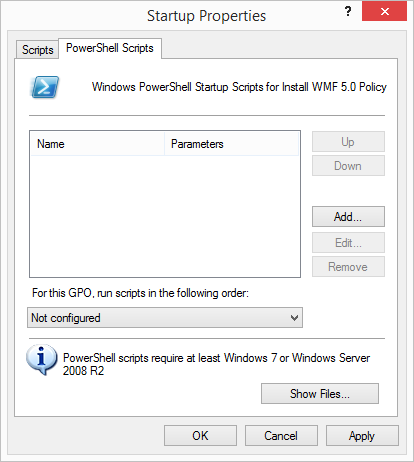 Startup Properties
?
Scripts
PowerShell Scripts
Windows PowerShell Startup Scripts for Install WMF 5.0 Policy
Name Parameters
Up
Down
Add...
Edit...
Remove
For this GPO, run scripts in the following order:
Not configured
PowerShell scripts require at least Windows 7 or Windows Server
2008 R2
Show Files...
OK Cancel Apply